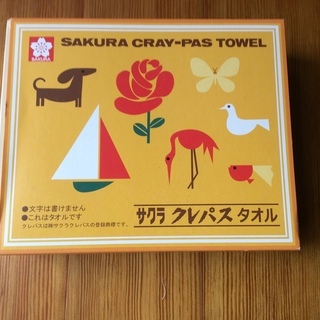 SAKURA CRAY-PAS TOWEL
SAKURA
●文字は書けません
●これはタオルです
クレパスは㈱サクラクレパスの登録商標です。
サクラ クレパス タオル